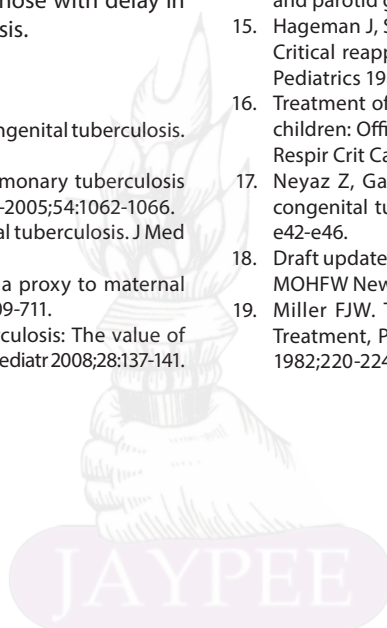 those with delay in
sis.
ngenital tuberculosis.
monary tuberculosis
-2005;54:1062-1066.
al tuberculosis. J Med
a proxy to maternal
09-711.
culosis: The value of
ediatr 2008;28:137-141.
and parotid g
15. Hageman J, S
Critical reapp
Pediatrics 19
16. Treatment of
children: Offi
Respir Crit Ca
17. Neyaz Z, Ga
congenital tu
e42-e46.
18. Draft update
MOHFW New
19. Miller FJW. T
Treatment, P
1982;220-224
JAYPEE